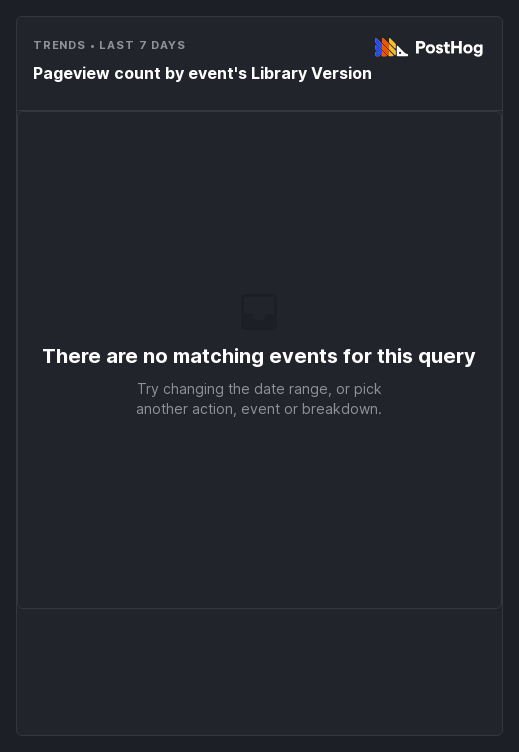 TRENDS • LAST 7 DAYS
PostHog
Pageview count by event's Library Version
There are no matching events for this query
Try changing the date range, or pick
another action, event or breakdown.